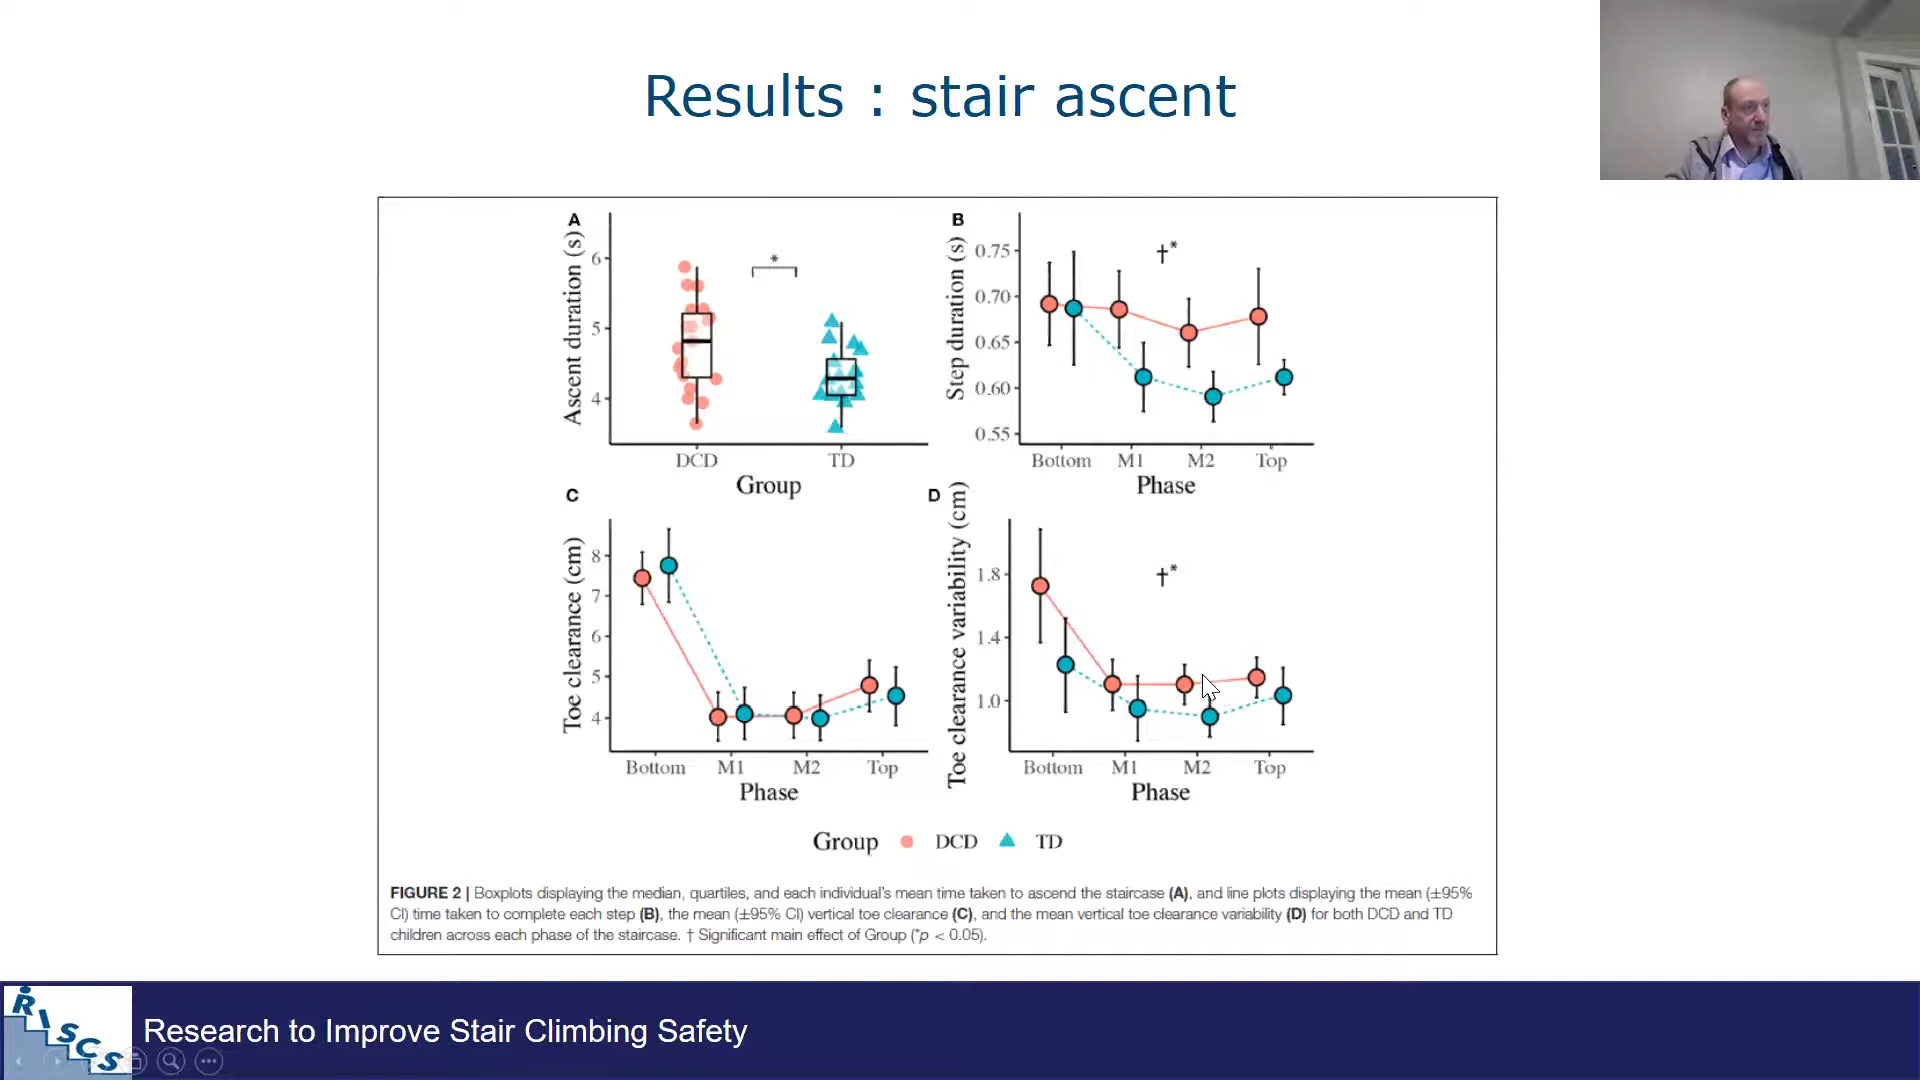 Results : stair ascent
A
Ascent duration (s)
6
5
4
*
DCD
TD
Group
B
Step duration (s)
0.75
0.70
0.65
0.60
0.55
†*
Bottom
M1
M2
Top
Phase
C
Toe clearance (cm)
8
7
6
5
4
Bottom
M1
M2
Top
Phase
D
Toe clearance variability (cm)
1.8
1.4
1.0
†*
Bottom
M1
M2
Top
Phase
Group DCD TD
FIGURE 2 | Boxplots displaying the median, quartiles, and each individual's mean time taken to ascend the staircase (A), and line plots displaying the mean (±95%
CI) time taken to complete each step (B), the mean (±95% CI) vertical toe clearance (C), and the mean vertical toe clearance variability (D) for both DCD and TD
children across each phase of the staircase. † Significant main effect of Group (*p < 0.05).
RISCS
Research to Improve Stair Climbing Safety